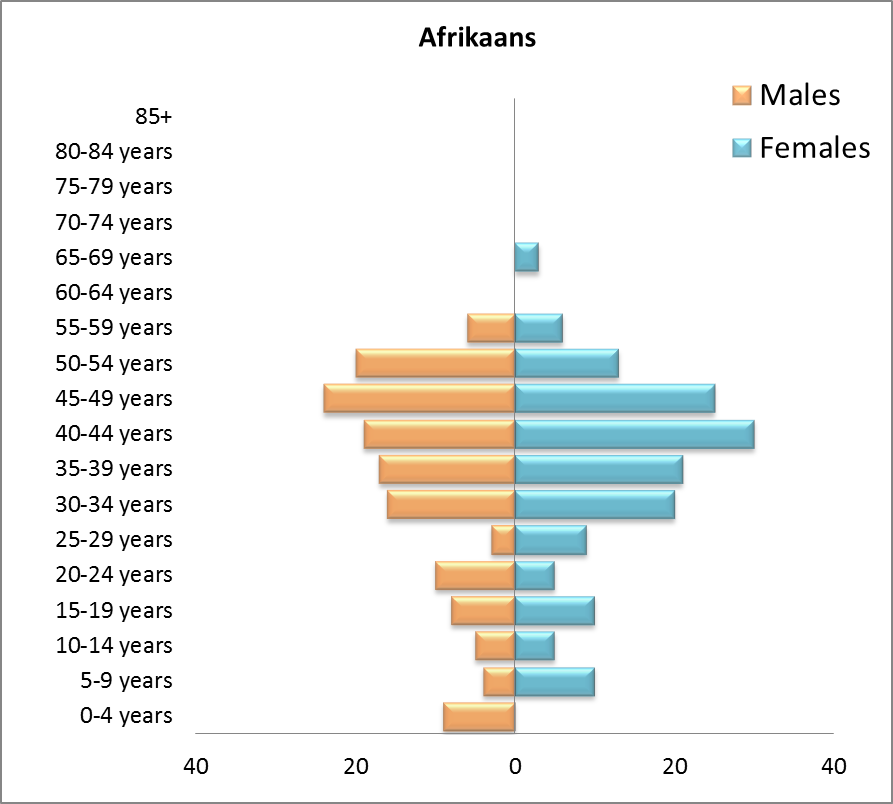 Afrikaans
Males
Females
85+
80-84 years
75-79 years
70-74 years
65-69 years
60-64 years
55-59 years
50-54 years
45-49 years
40-44 years
35-39 years
30-34 years
25-29 years
20-24 years
15-19 years
10-14 years
5-9 years
0-4 years
40 20 0 20 40